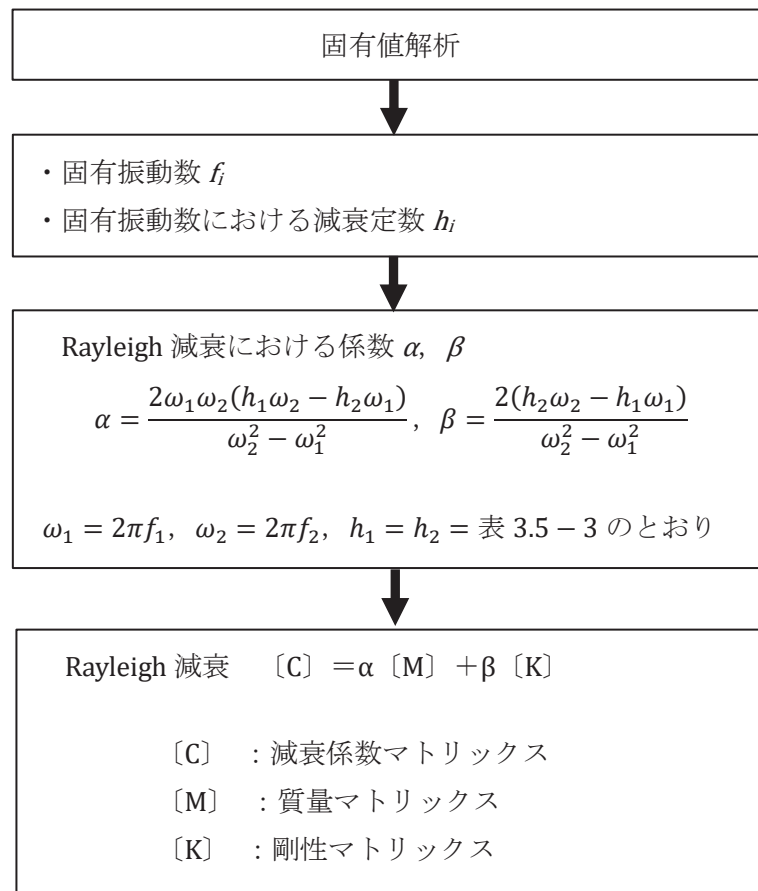 固有値解析
・固有振動数 fᵢ
・固有振動数における減衰定数 hᵢ
Rayleigh 減衰における係数 α, β
α = 2ω₁ω₂(h₁ω₂ − h₂ω₁) / (ω₂² − ω₁²), β = 2(h₂ω₂ − h₁ω₁) / (ω₂² − ω₁²)
ω₁ = 2πf₁, ω₂ = 2πf₂, h₁ = h₂ = 表 3.5 − 3 のとおり
Rayleigh 減衰 〔C〕＝α〔M〕＋β〔K〕
〔C〕 ：減衰係数マトリックス
〔M〕 ：質量マトリックス
〔K〕 ：剛性マトリックス